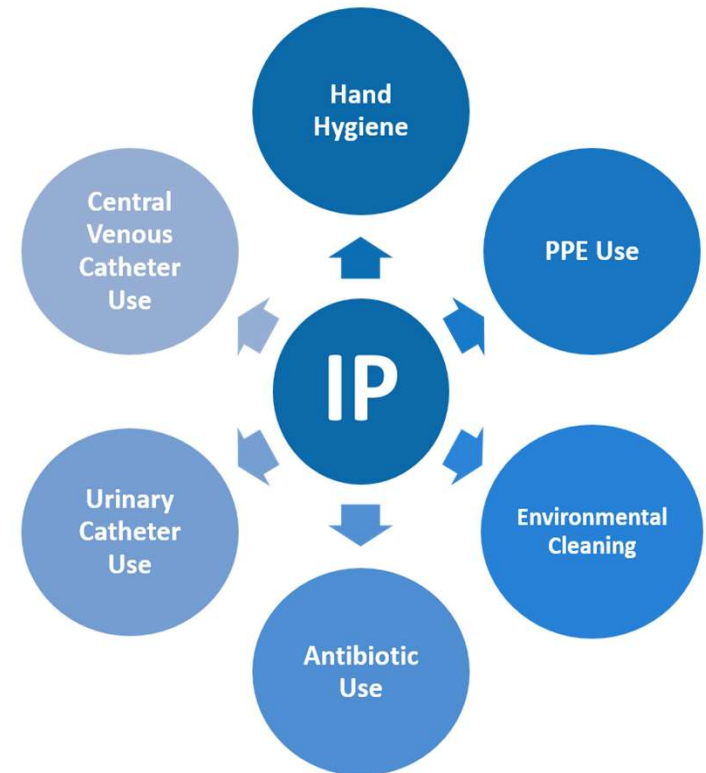 Hand
Hygiene
PPE Use
Environmental
Cleaning
Antibiotic
Use
Urinary
Catheter
Use
Central
Venous
Catheter
Use
IP